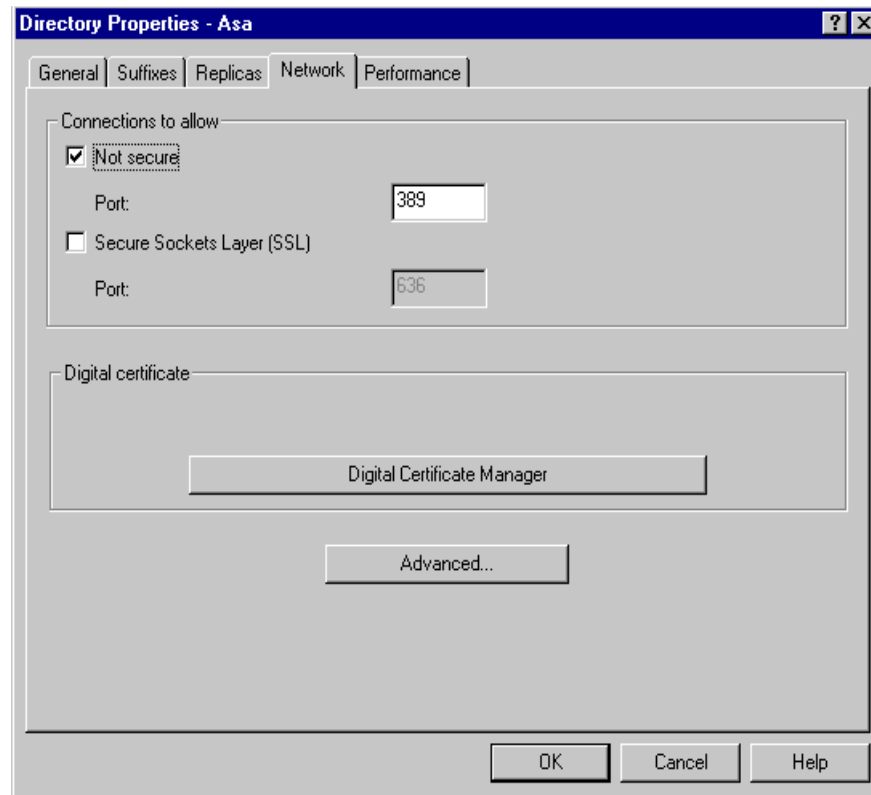 Directory Properties - Asa
General Suffixes Replicas Network Performance
Connections to allow
Not secure
Port: 389
Secure Sockets Layer (SSL)
Port: 636
Digital certificate
Digital Certificate Manager
Advanced...
OK Cancel Help